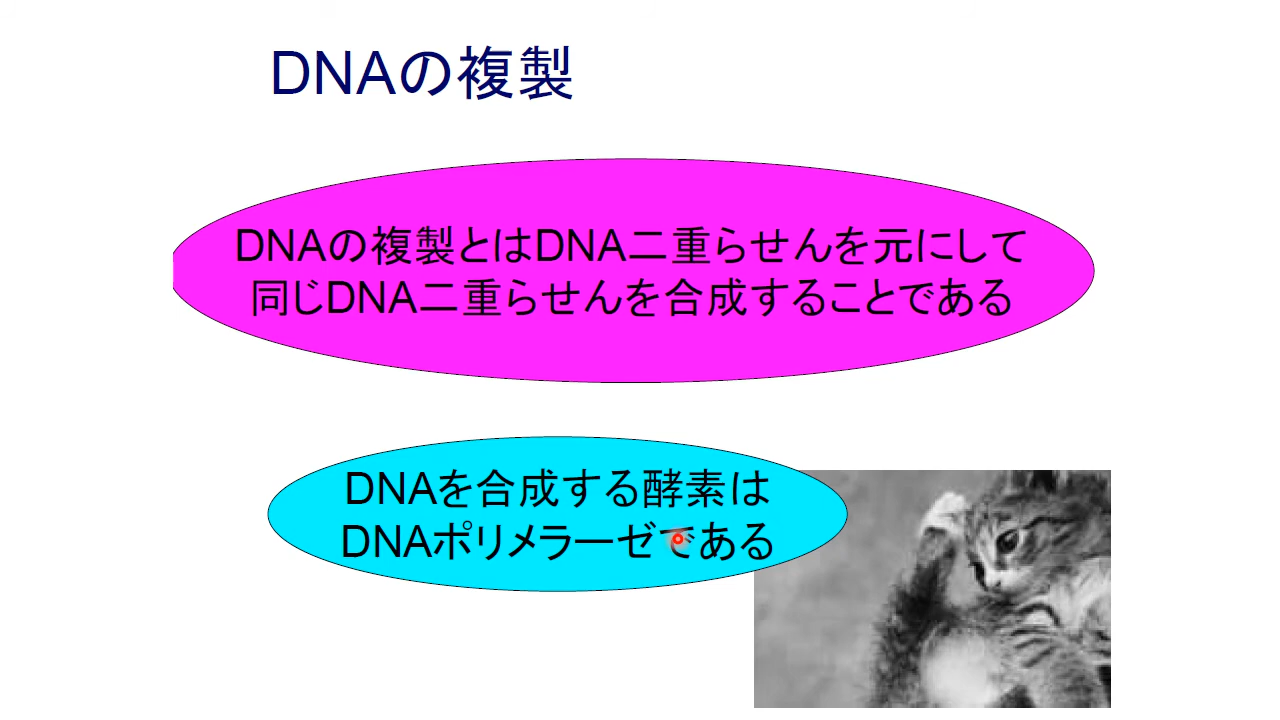 DNAの複製
DNAの複製とはDNA二重らせんを元にして
同じDNA二重らせんを合成することである
DNAを合成する酵素は
DNAポリメラーゼである